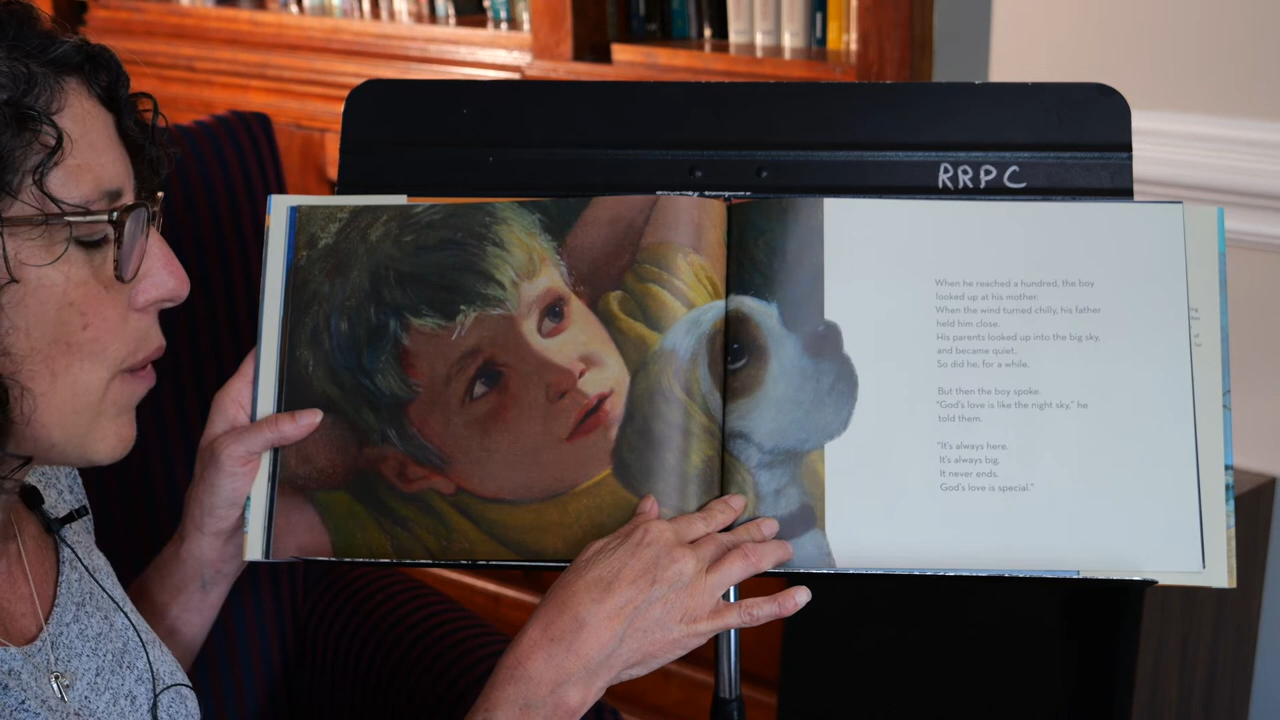 RRPC
When he reached a hundred, the boy
looked up at his mother.
When the wind turned chilly, his father
held him close.
His parents looked up into the big sky,
and became quiet.
So did he, for a while.
But then the boy spoke.
"God's love is like the night sky," he
told them.
"It's always here.
It's always big.
It never ends.
God's love is special."